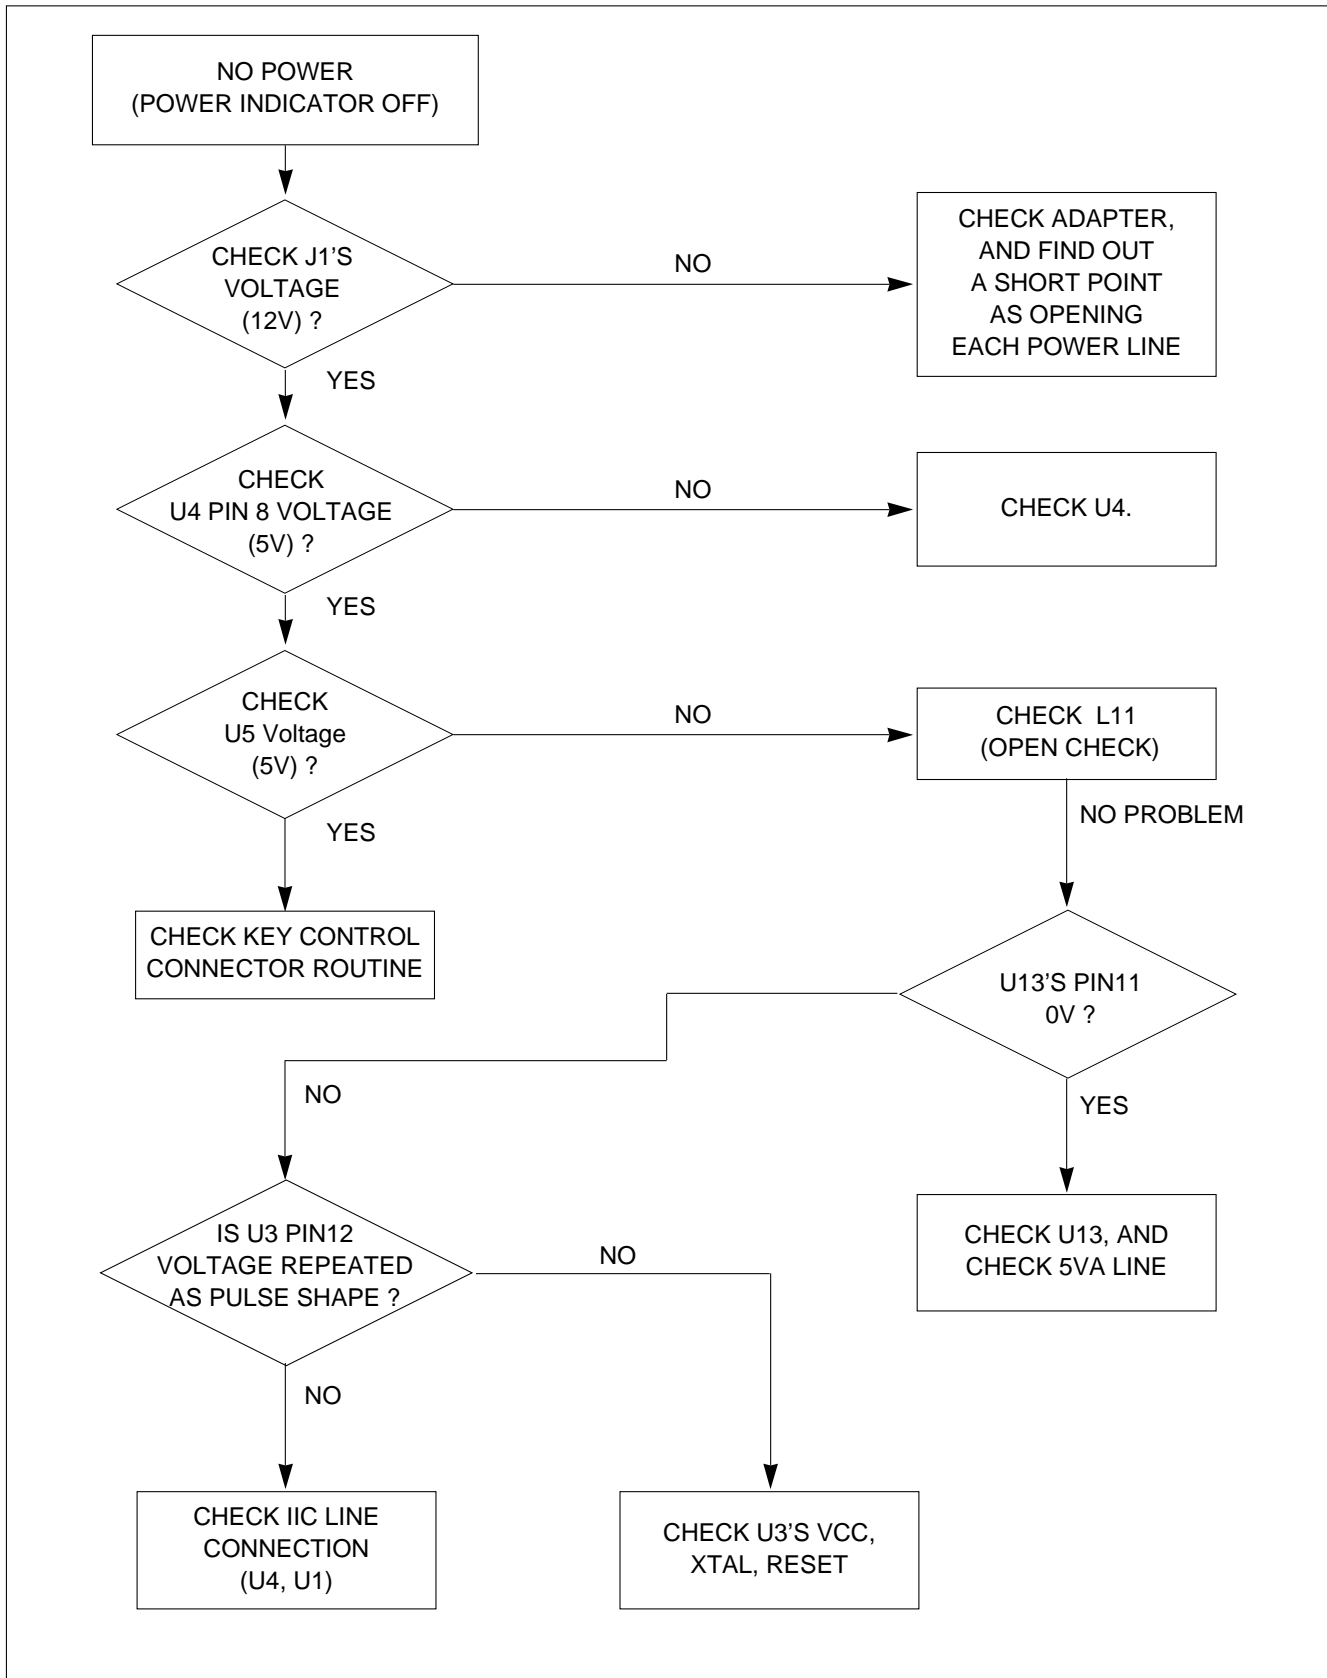 NO POWER
(POWER INDICATOR OFF)
CHECK J1'S
VOLTAGE
(12V) ?
NO
CHECK ADAPTER,
AND FIND OUT
A SHORT POINT
AS OPENING
EACH POWER LINE
YES
CHECK
U4 PIN 8 VOLTAGE
(5V) ?
NO
CHECK U4.
YES
CHECK
U5 Voltage
(5V) ?
NO
CHECK L11
(OPEN CHECK)
YES
NO PROBLEM
CHECK KEY CONTROL
CONNECTOR ROUTINE
U13'S PIN11
0V ?
NO
YES
IS U3 PIN12
VOLTAGE REPEATED
AS PULSE SHAPE ?
NO
CHECK U13, AND
CHECK 5VA LINE
NO
CHECK IIC LINE
CONNECTION
(U4, U1)
CHECK U3'S VCC,
XTAL, RESET